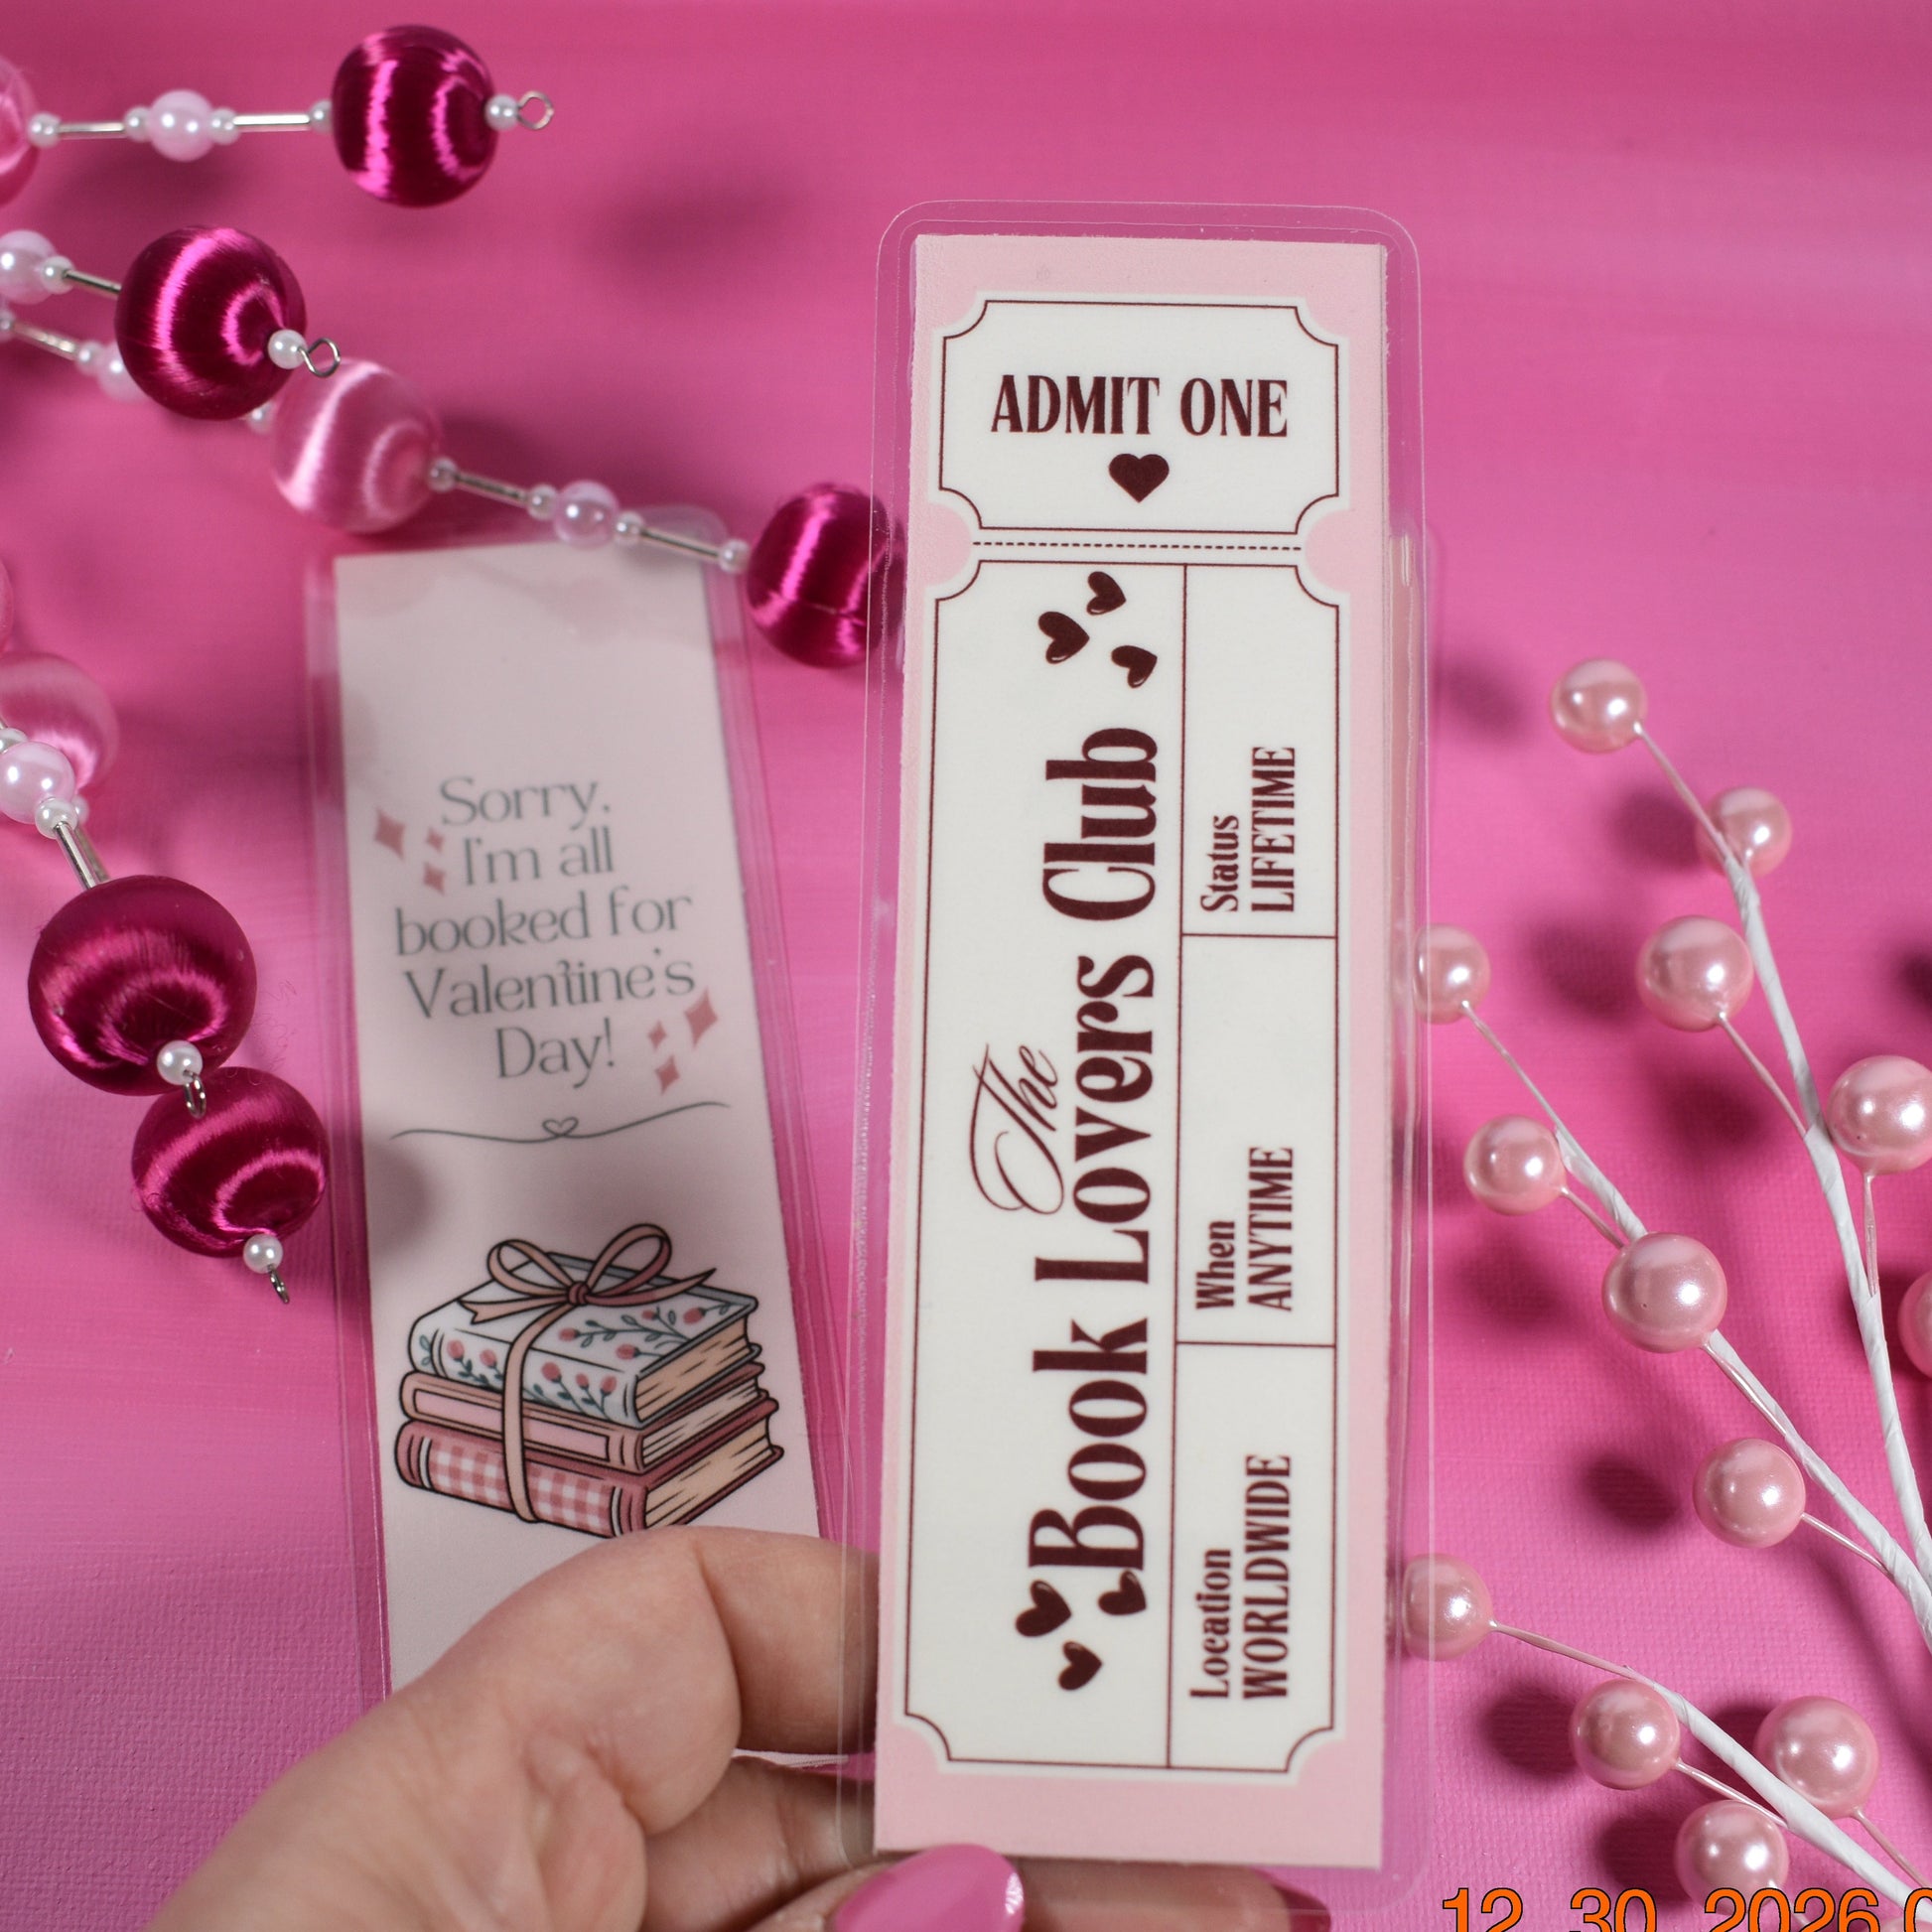 Sorry,
I'm all
booked for
Valentine's
Day!
ADMIT ONE
The
Book Lovers Club
Location
WORLDWIDE
When
ANYTIME
Status
LIFETIME
12 30 2026 0